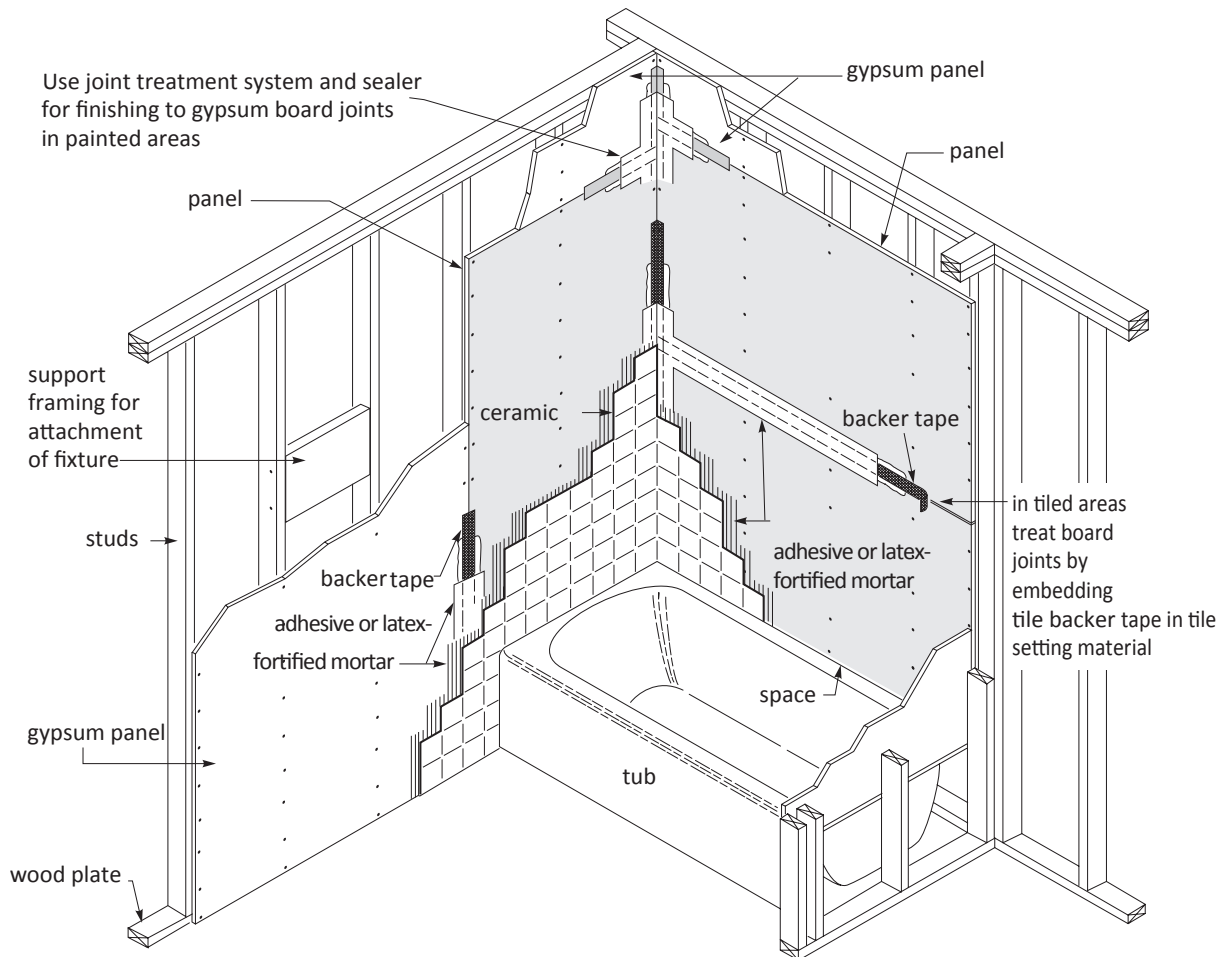 Use joint treatment system and sealer
for finishing to gypsum board joints
in painted areas
gypsum panel
panel
panel
support
framing for
attachment
of fixture
ceramic
backer tape
studs
in tiled areas
treat board
joints by
embedding
tile backer tape in tile
setting material
adhesive or latex-
fortified mortar
backer tape
adhesive or latex-
fortified mortar
space
gypsum panel
tub
wood plate